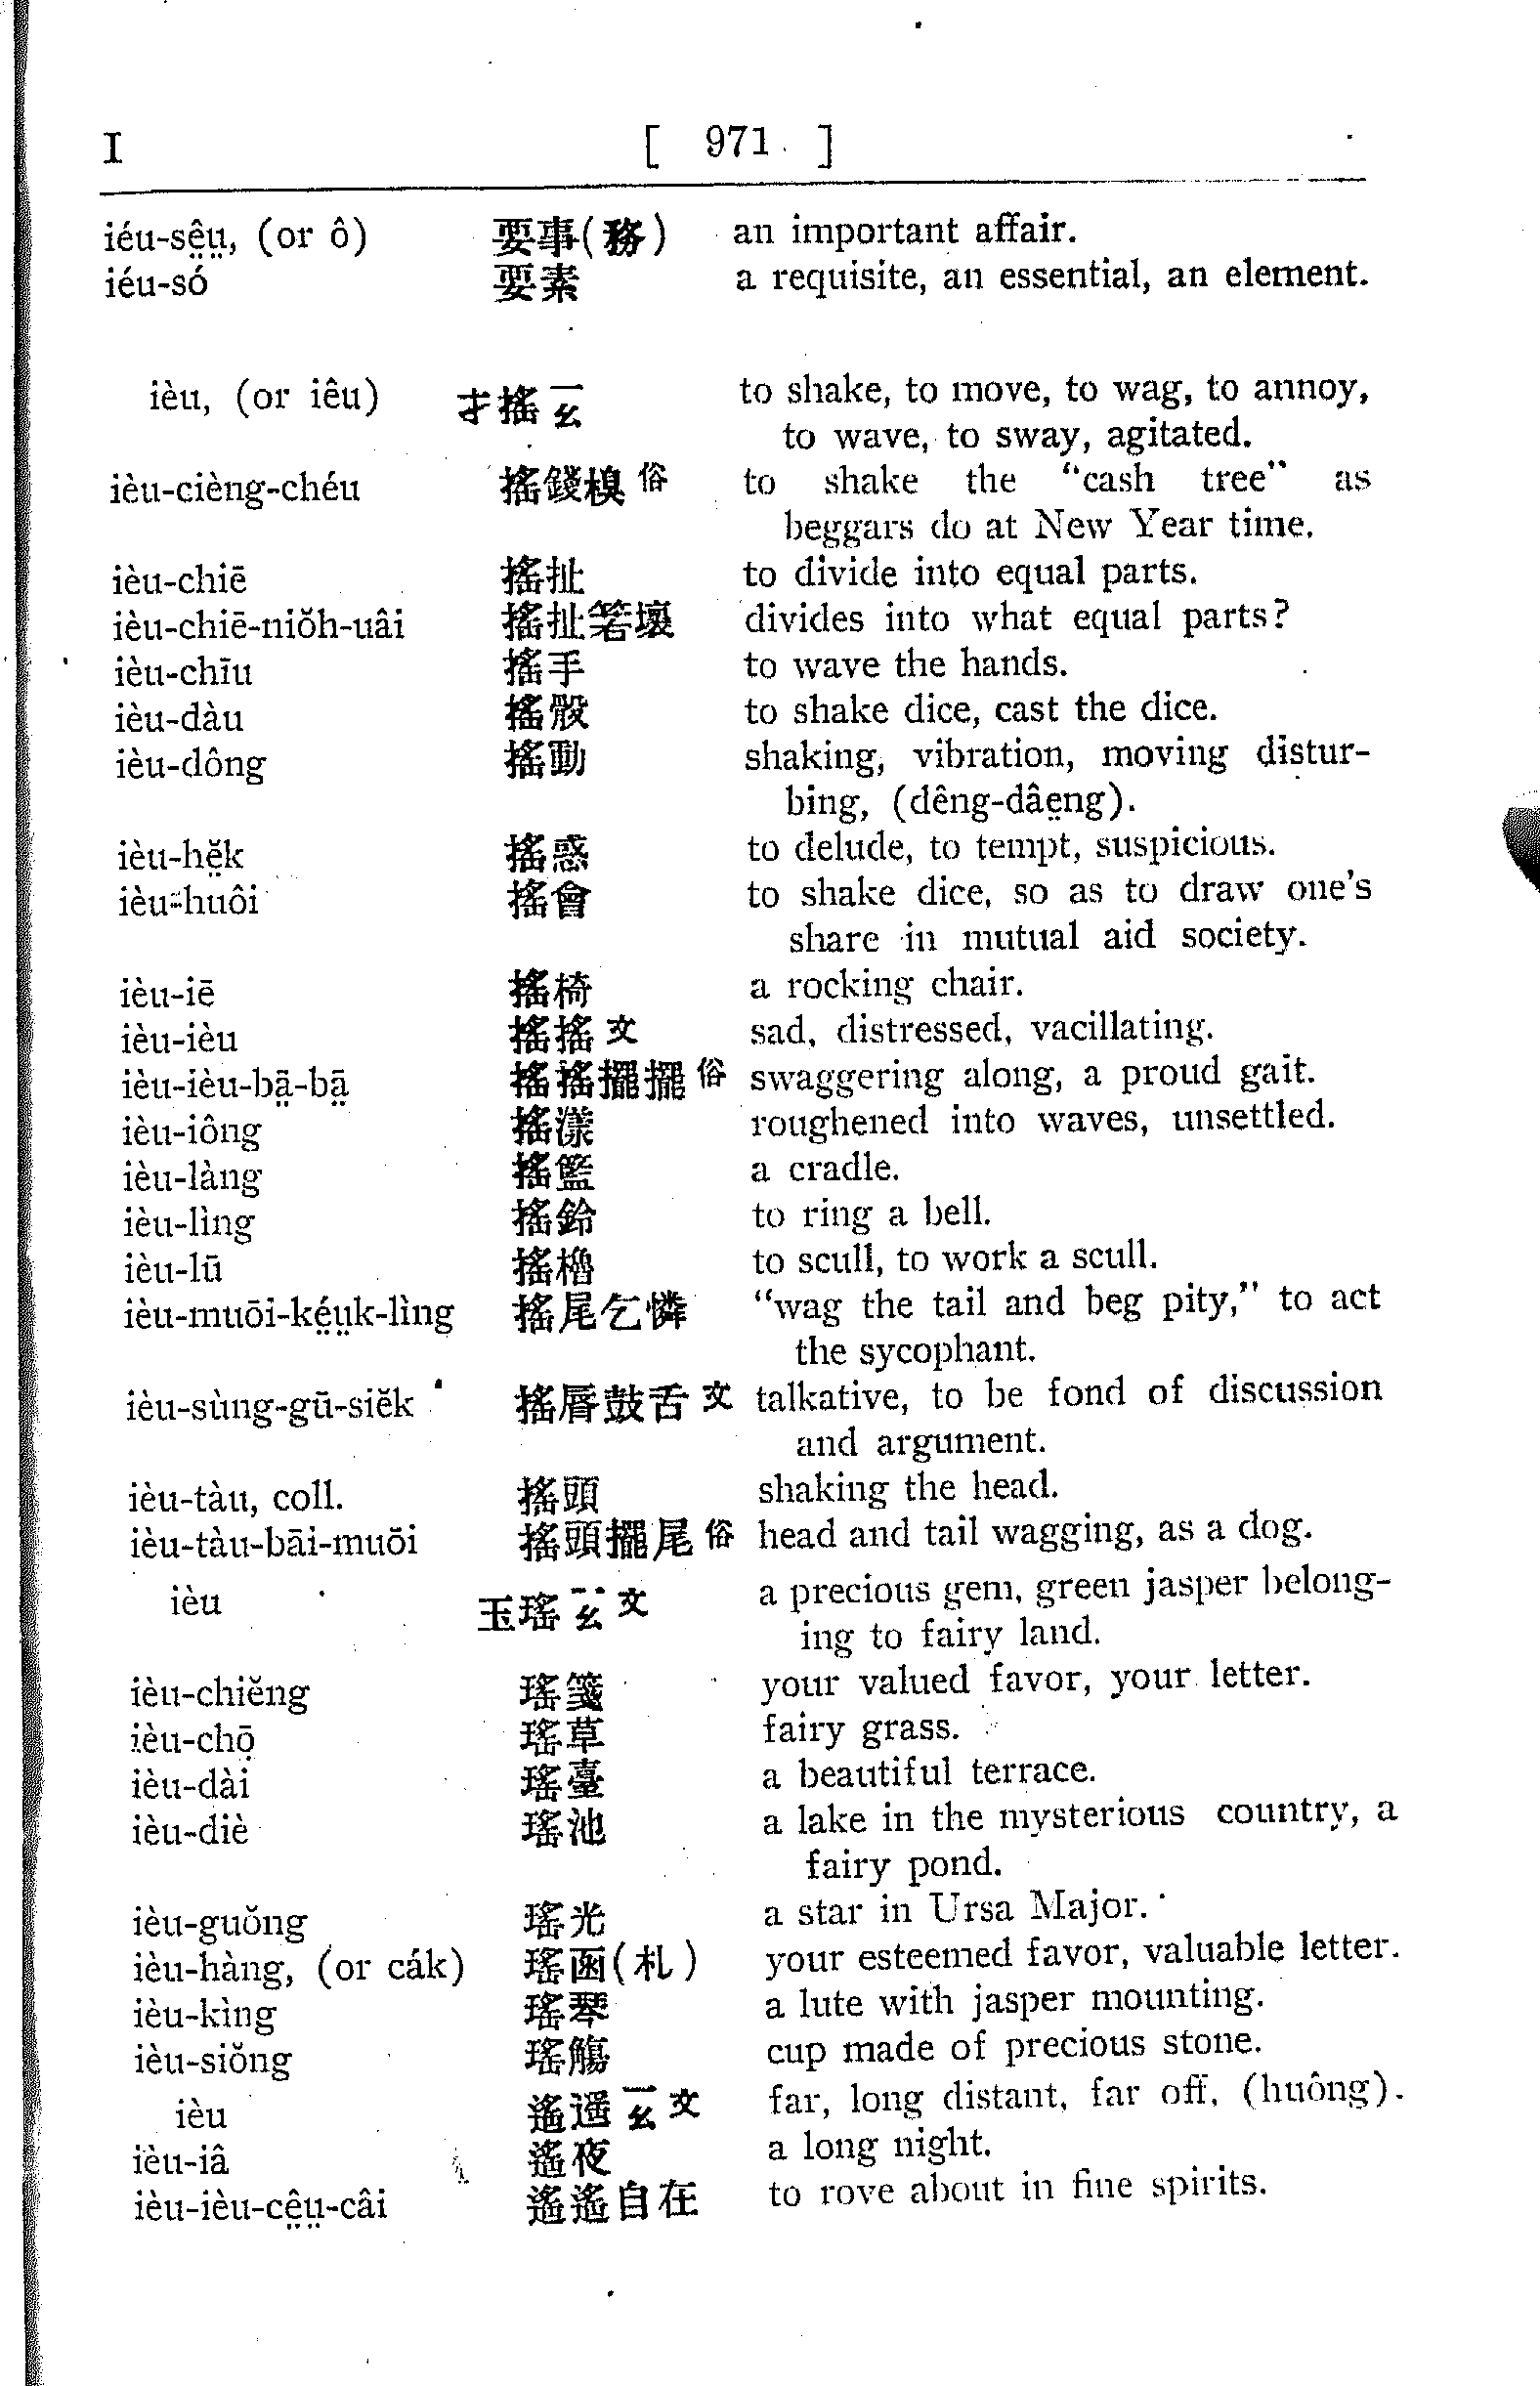 I [ 971 ]
iéu-sê̤ṳ, (or ô) 要事(務) an important affair.
iéu-só 要素 a requisite, an essential, an element.
ièu, (or iêu) 才搖 一ㄠ to shake, to move, to wag, to annoy,
to wave, to sway, agitated.
ièu-cièng-chéu 搖錢 俗 to shake the "cash tree" as
beggars do at New Year time.
ièu-chiē 搖扯 to divide into equal parts.
ièu-chiē-niŏh-uâi 搖扯箬壞 divides into what equal parts?
ièu-chīu 搖手 to wave the hands.
ièu-dàu 搖骰 to shake dice, cast the dice.
ièu-dông 搖動 shaking, vibration, moving distur-
bing, (dêng-dâe̤ng).
ièu-hĕ̤k 搖惑 to delude, to tempt, suspicious.
ièu-huôi 搖會 to shake dice, so as to draw one's
share in mutual aid society.
ièu-iē 搖椅 a rocking chair.
ièu-ièu 搖搖 文 sad, distressed, vacillating.
ièu-ièu-bā̤-bā̤ 搖搖擺擺 俗 swaggering along, a proud gait.
ièu-iông 搖漾 roughened into waves, unsettled.
ièu-làng 搖籃 a cradle.
ièu-lìng 搖鈴 to ring a bell.
ièu-lū 搖櫓 to scull, to work a scull.
ièu-muōi-ké̤ṳk-lìng 搖尾乞憐 "wag the tail and beg pity," to act
the sycophant.
ièu-sùng-gū-siĕk 搖脣鼓舌 文 talkative, to be fond of discussion
and argument.
ièu-tàu, coll. 搖頭 shaking the head.
ièu-tàu-bāi-muōi 搖頭擺尾 俗 head and tail wagging, as a dog.
ièu 玉瑤 一ㄠ 文 a precious gem, green jasper belong-
ing to fairy land.
ièu-chiĕng 瑤箋 your valued favor, your letter.
ièu-chō̤ 瑤草 fairy grass.
ièu-dài 瑤臺 a beautiful terrace.
ièu-diè 瑤池 a lake in the mysterious country, a
fairy pond.
ièu-guŏng 瑤光 a star in Ursa Major.
ièu-hàng, (or cák) 瑤函(札) your esteemed favor, valuable letter.
ièu-kìng 瑤琴 a lute with jasper mounting.
ièu-siŏng 瑤觴 cup made of precious stone.
ièu 遙遥 一ㄠ 文 far, long distant, far off, (huông).
ièu-iâ 遙夜 a long night.
ièu-ièu-cê̤ṳ-câi 遙遙自在 to rove about in fine spirits.